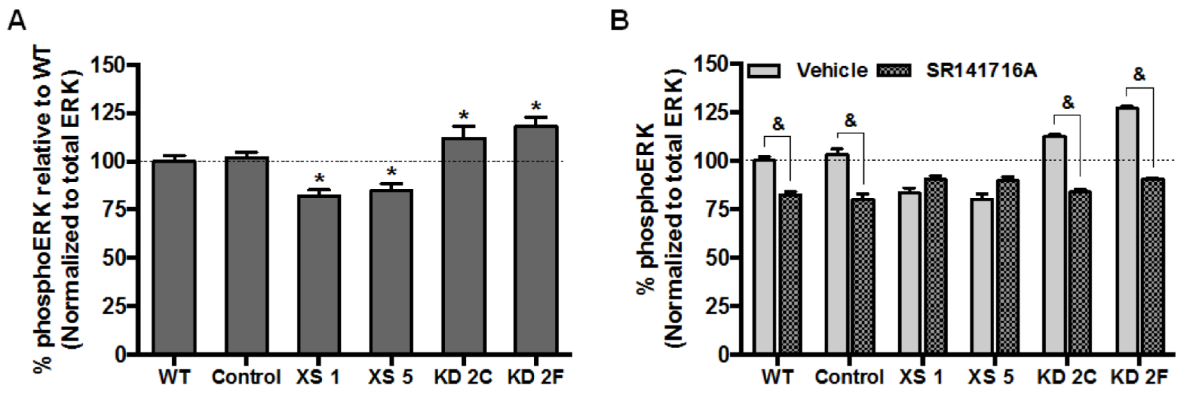 A
% phosphoERK relative to WT
(Normalized to total ERK)
150
125
100
75
50
25
0
* * * *
WT Control XS 1 XS 5 KD 2C KD 2F
B
% phosphoERK
(Normalized to total ERK)
150
125
100
75
50
25
0
Vehicle SR141716A
& & & &
WT Control XS 1 XS 5 KD 2C KD 2F